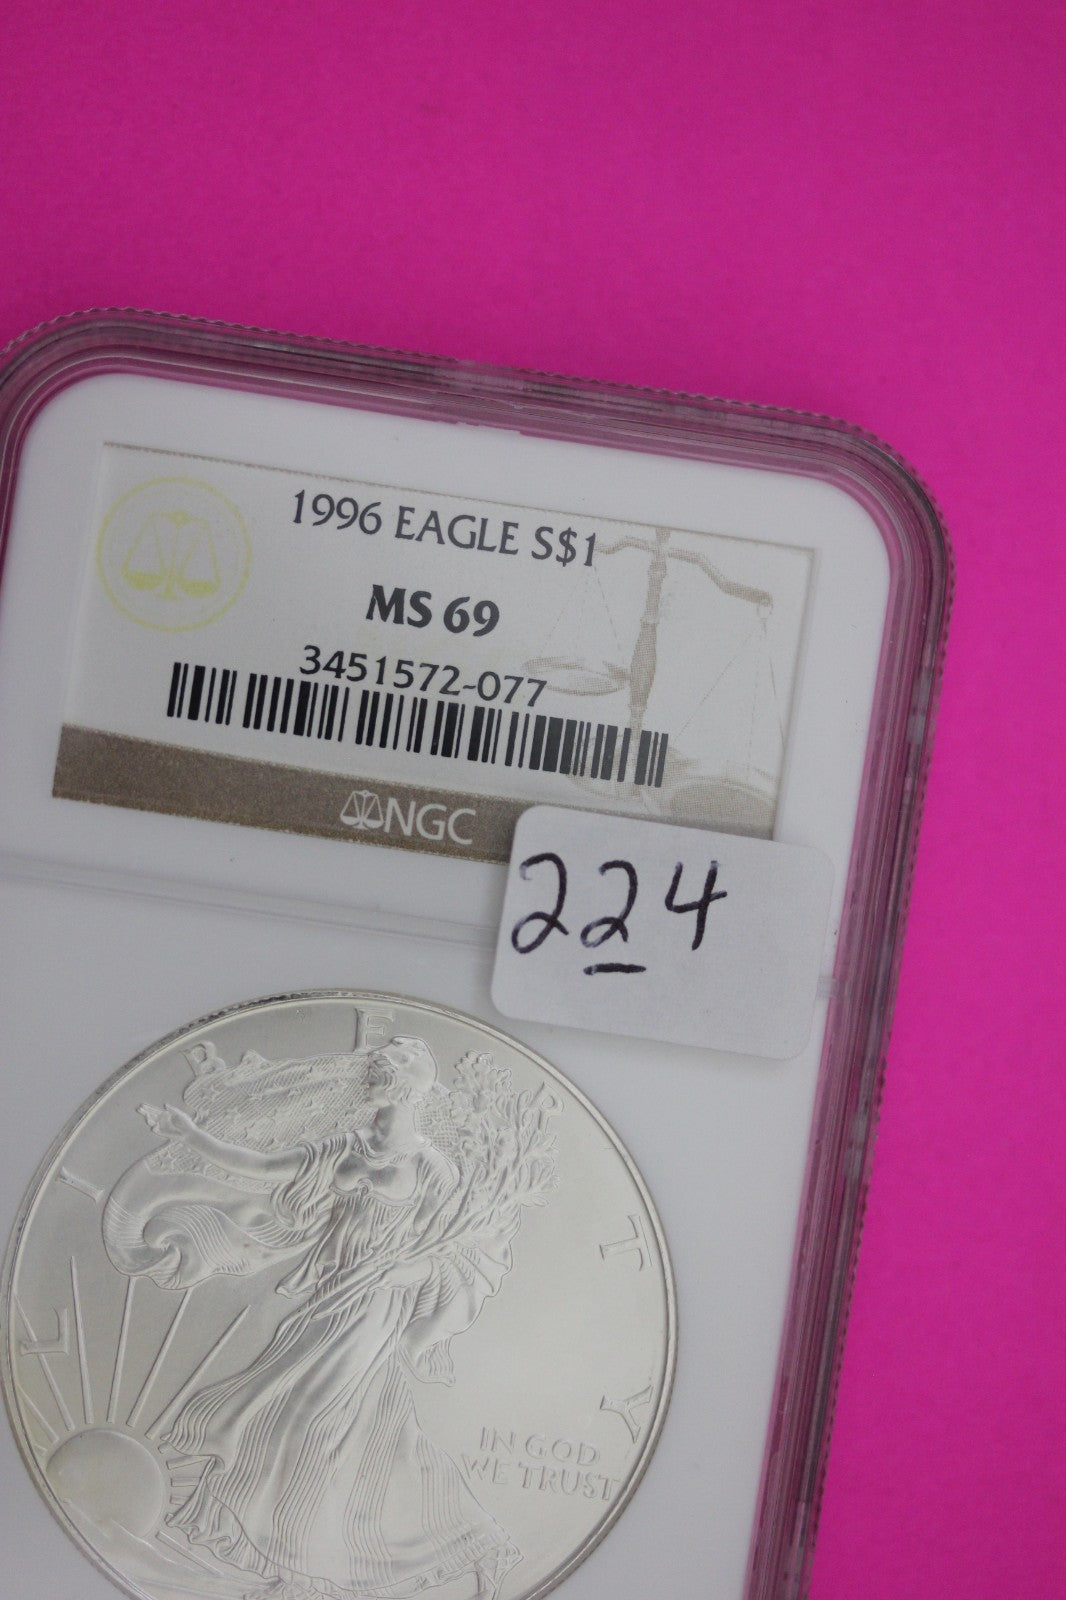 1996 EAGLE S$1
MS 69
3451572-077
NGC
224
LIBERTY
IN GOD
WE TRUST